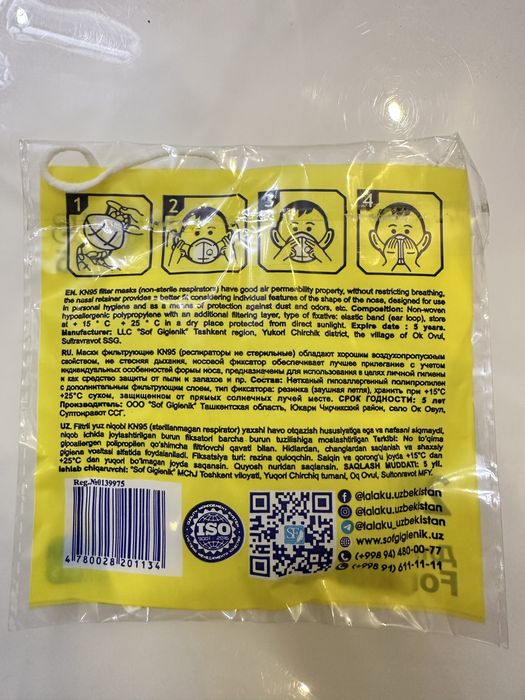 1 2 3 4
EN. KN95 filter masks (non-sterile respirators) have good air permeability property, without restricting breathing,
the nasal retainer provides a better fit considering individual features of the shape of the nose, designed for use
in personal hygiene and as a means of protection against dust and odors, etc. Composition: Non-woven
hypoallergenic polypropylene with an additional filtering layer, type of fixative: elastic band (ear loop), store
at + 15 ° C + 25 ° C in a dry place protected from direct sunlight. Expire date : 5 years.
Manufacturer: LLC "Sof Gigienik" Tashkent region, Yukori Chirchik district, the village of Ok Ovul,
Sultravravot SSG.
RU. Маски фильтрующие KN95 (респираторы не стерильные) обладают хорошим воздухопропускным
свойством, не стесняя дыхания, носовой фиксатор обеспечивает лучшее прилегание с учетом
индивидуальных особенностей формы носа, предназначены для использования в целях личной гигиены
и как средство защиты от пыли и запахов и пр. Состав: Нетканый гипоаллергенный полипропилен
с дополнительным фильтрующим слоем, тип фиксатора: резинка (заушная петля), хранить при +15°C
+25°C сухом, защищенном от прямых солнечных лучей месте. СРОК ГОДНОСТИ: 5 лет
Производитель: ООО "Sof Gigienik" Ташкентская область, Юкари Чирчикский район, село Ок Овул,
Султонравот ССГ.
UZ. Filtrli yuz niqobi KN95 (sterillanmagan respirator) yaxshi havo otqazish hususiyatiga ega va nafasni siqmaydi,
niqob ichida joylashtirilgan burun fiksatori barcha burun tuzilishiga moslashtirilgan Tarkibi: No to'qima
gipoallergen polipropilen qo'shimcha filtrovchi qavati bilan. Hidlardan, changlardan saqlanish va shaxsiy
gigiena vositasi sifatida foydalaniladi. Fiksatsiya turi: razina quloqchin. Salqin va qorong'u joyda +15°C dan
+25°C dan yuqori bo'lmagan joyda saqansin. Quyosh nuridan saqlansin. SAQLASH MUDDATI: 5 yil.
Ishlab chiqaruvchi: "Sof Gigienik" MChJ Toshkent viloyati, Yuqori Chirchiq tumani, Oq Ovul, Sultonravot MFY.
Reg.№0139975
4780028201134
ISO
9001 2015
@lalaku.uzbekistan
@lalaku_uzbekistan
@lalaku_uzbekistan
www.sofgigienik.uz
(+998 94) 480-00-77
(+998 91) 611-11-11